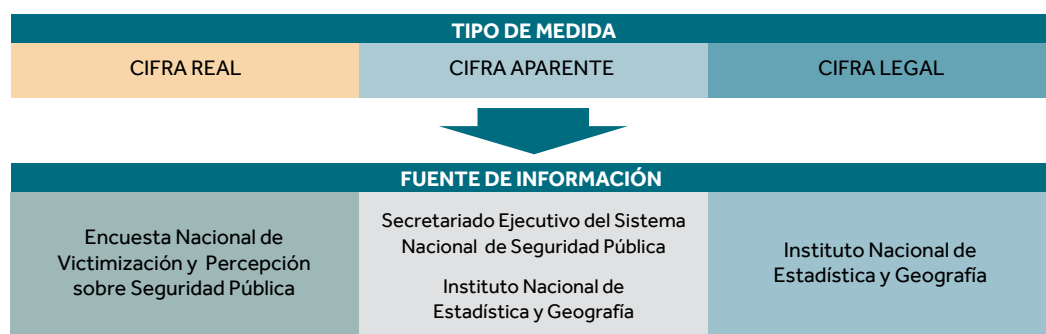 TIPO DE MEDIDA
CIFRA REAL
CIFRA APARENTE
CIFRA LEGAL
FUENTE DE INFORMACIÓN
Encuesta Nacional de
Victimización y Percepción
sobre Seguridad Pública
Secretariado Ejecutivo del Sistema
Nacional de Seguridad Pública
Instituto Nacional de
Estadística y Geografía
Instituto Nacional de
Estadística y Geografía